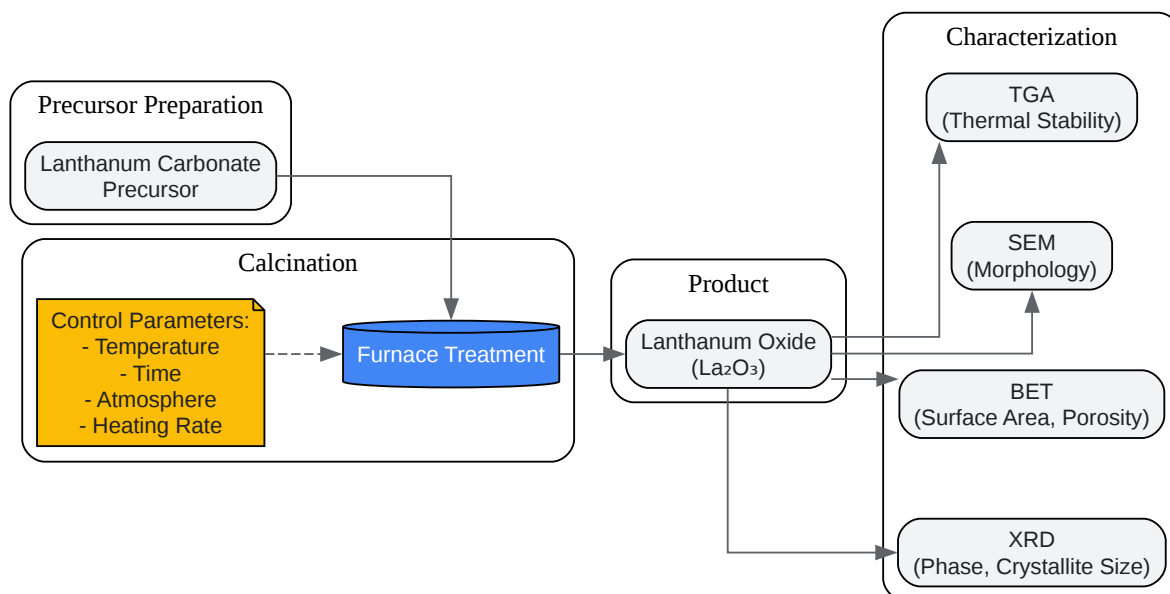 Precursor Preparation
Lanthanum Carbonate
Precursor
Calcination
Control Parameters:
- Temperature
- Time
- Atmosphere
- Heating Rate
Furnace Treatment
Product
Lanthanum Oxide
(La₂O₃)
Characterization
TGA
(Thermal Stability)
SEM
(Morphology)
BET
(Surface Area, Porosity)
XRD
(Phase, Crystallite Size)